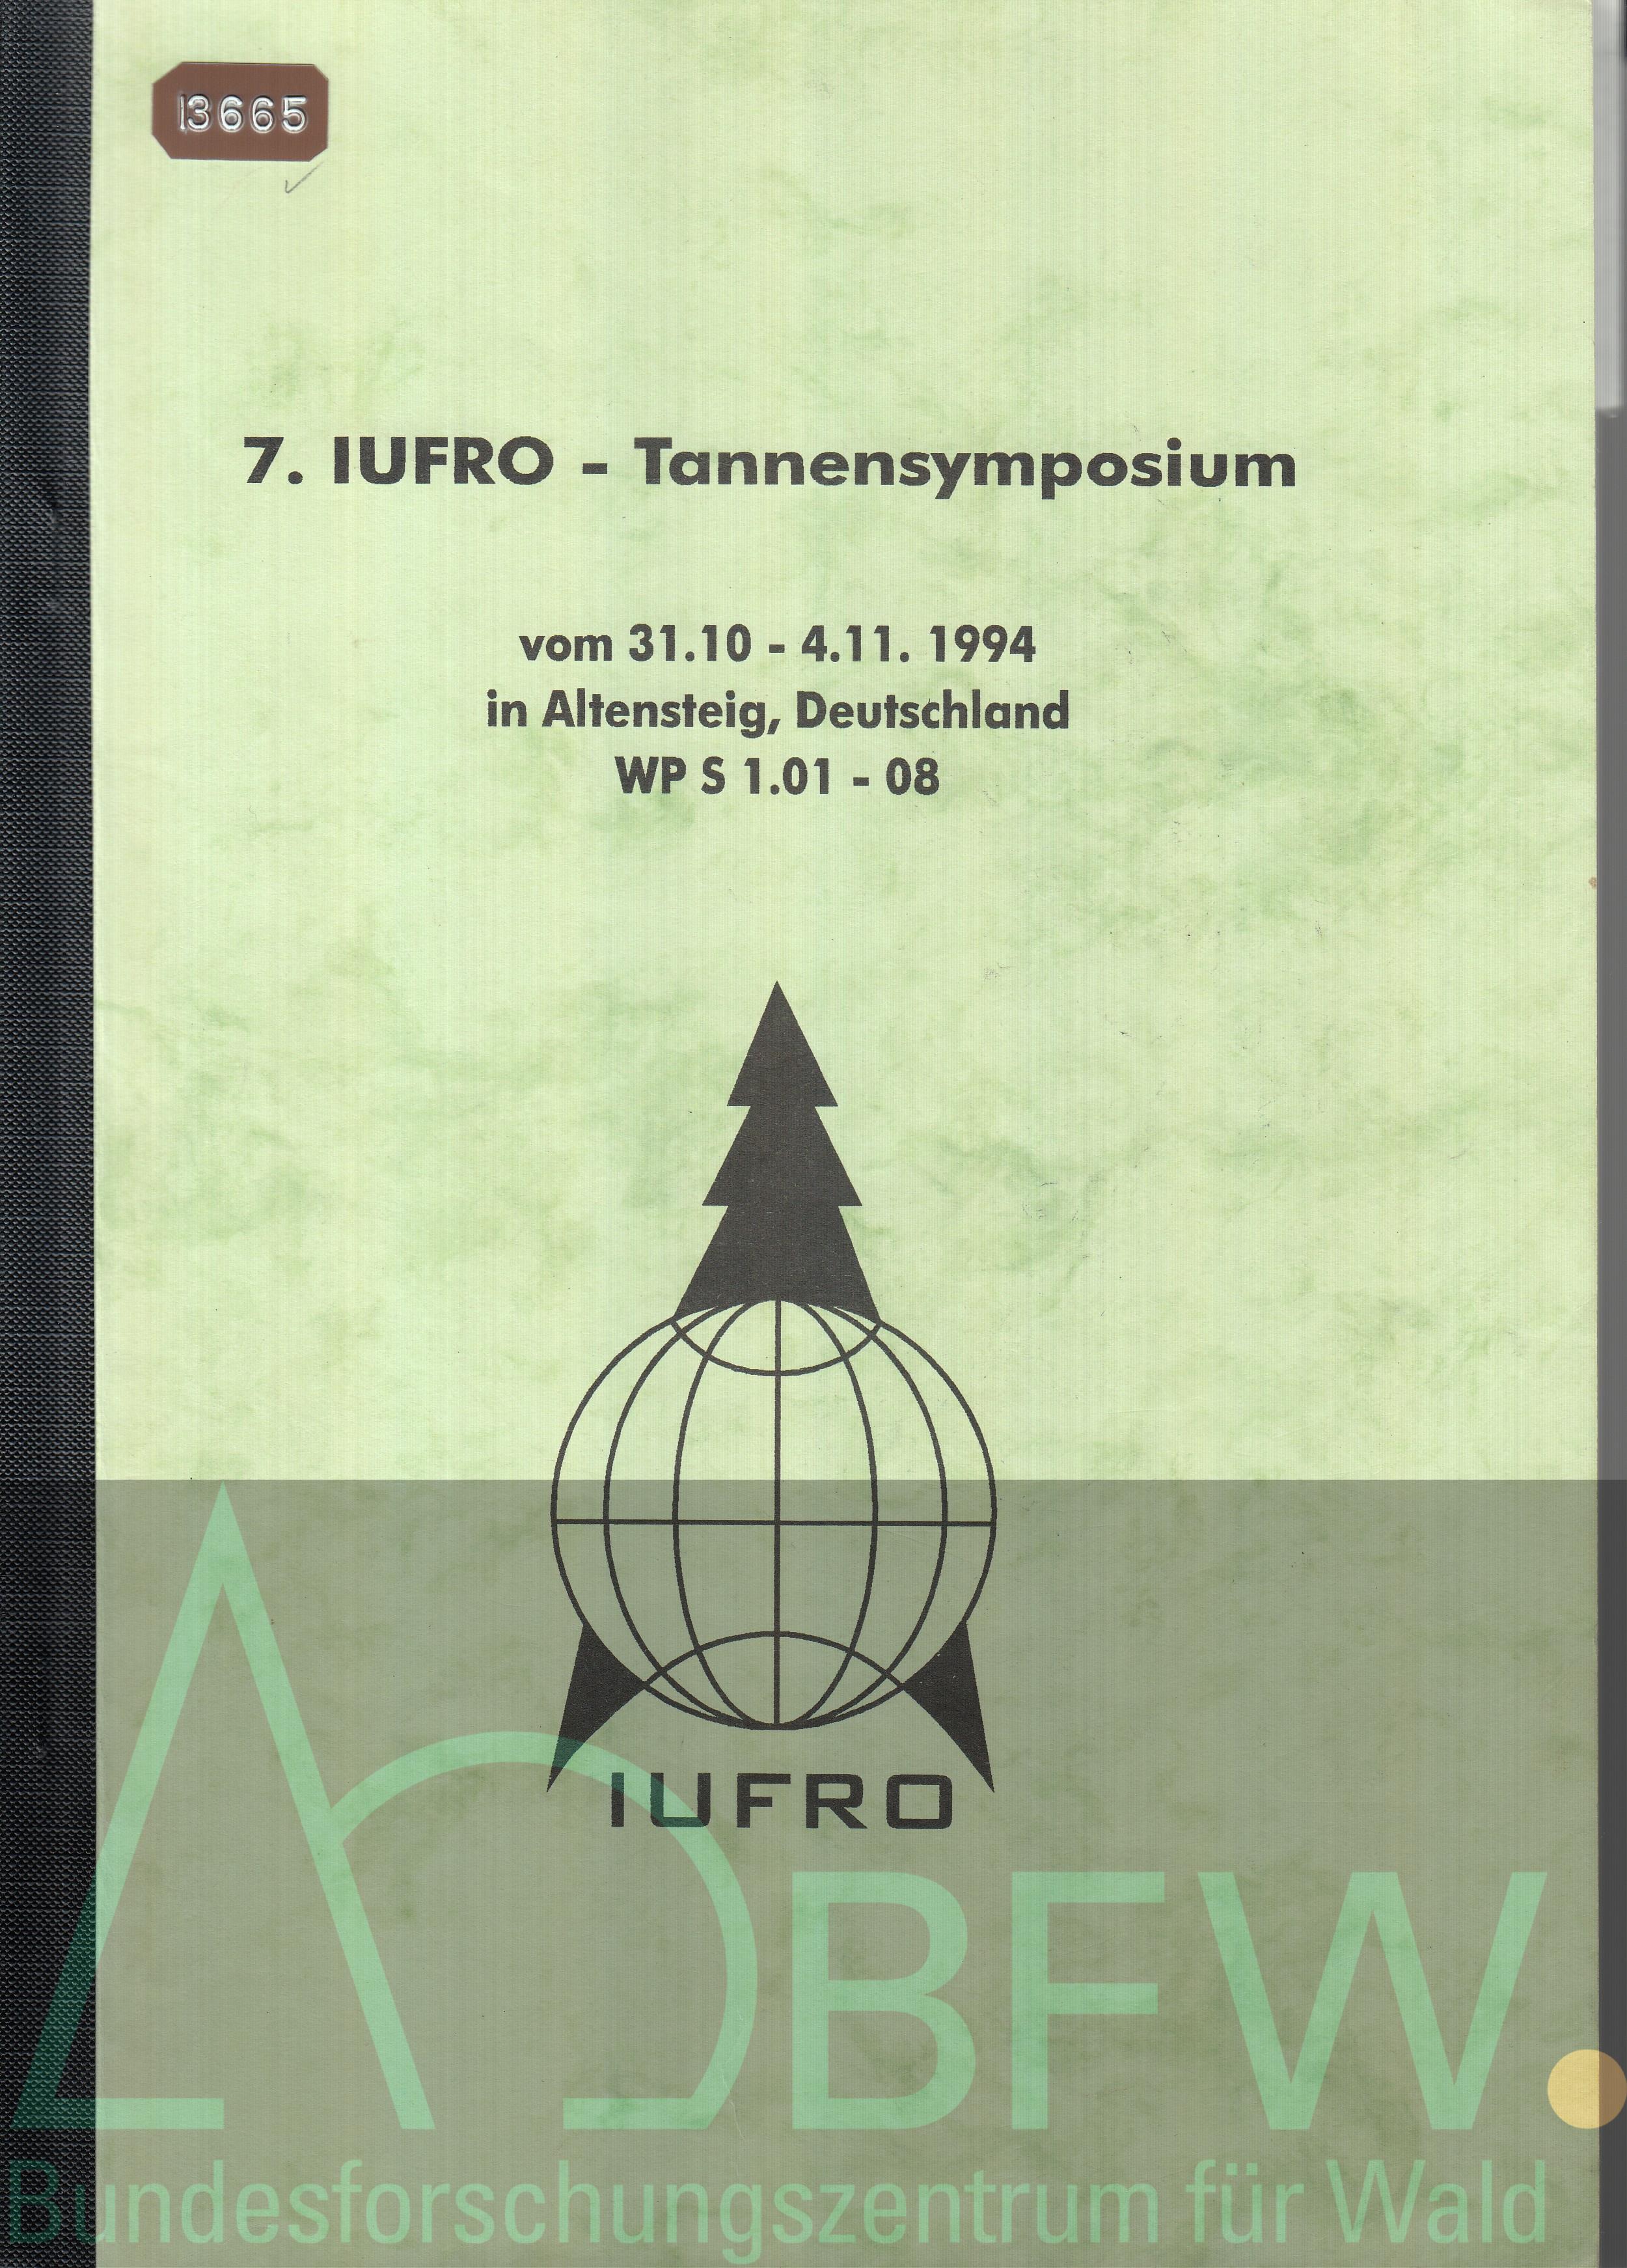 13665
7. IUFRO - Tannensymposium
vom 31.10 - 4.11. 1994
in Altensteig, Deutschland
WP S 1.01 - 08
IUFRO
BFW.
Bundesforschungszentrum für Wald